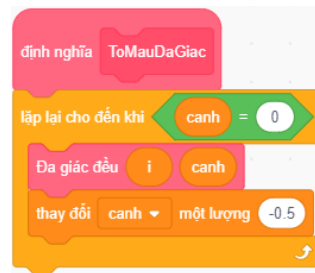 định nghĩa ToMauDaGiac
lặp lại cho đến khi canh = 0
Đa giác đều i canh
thay đổi canh một lượng -0.5